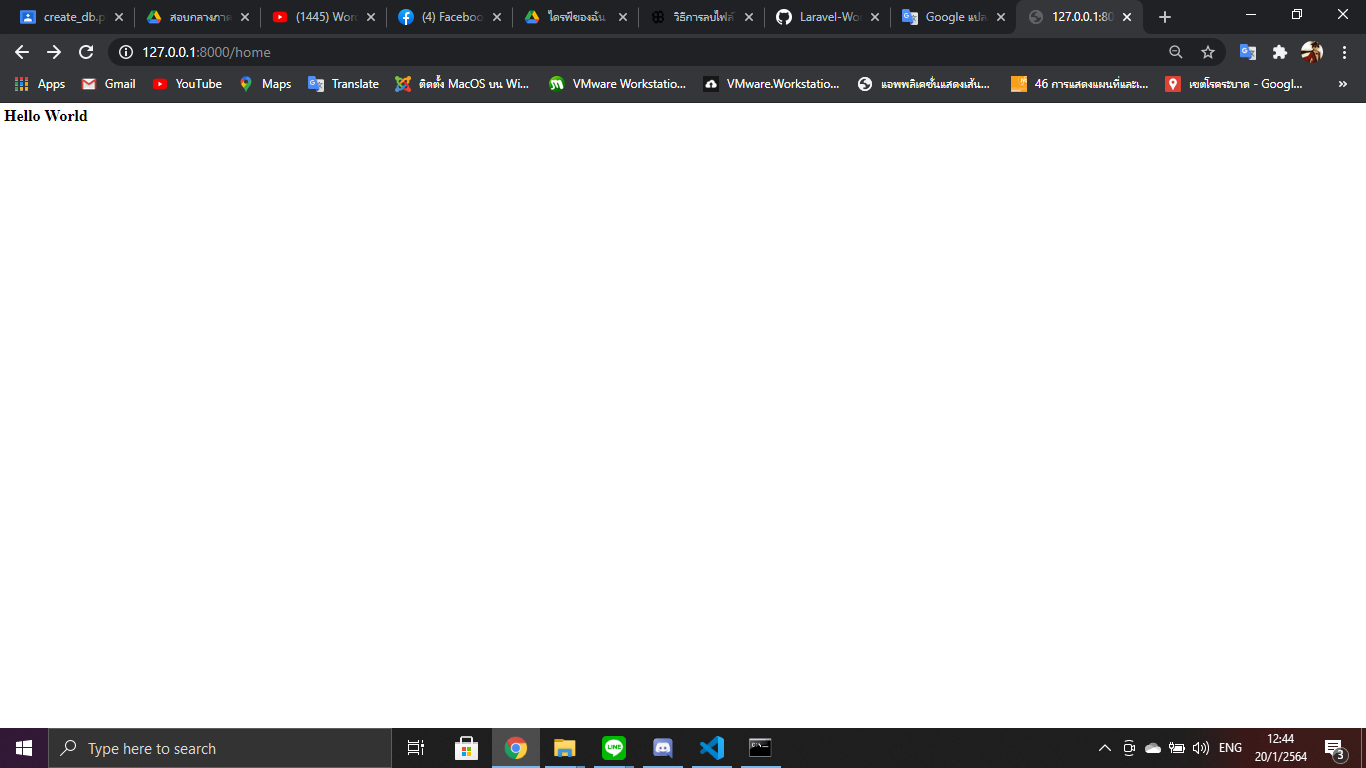 create_db.p
สอบกลางภาค
(1445) Word
(4) Faceboo
ไดรฟ์ของฉัน
วิธีการลบไฟล์
Laravel-Wo
Google แปล
127.0.0.1:80
127.0.0.1:8000/home
Apps
Gmail
YouTube
Maps
Translate
ติดตั้ง MacOS บน Wi...
VMware Workstatio...
VMware.Workstatio...
แอพพลิเคชั่นแสดงเส้น...
46 การแสดงแผนที่และเ...
เขตโรคระบาด - Googl...
»
Hello World
Type here to search
LINE
ENG
12:44
20/1/2564
3